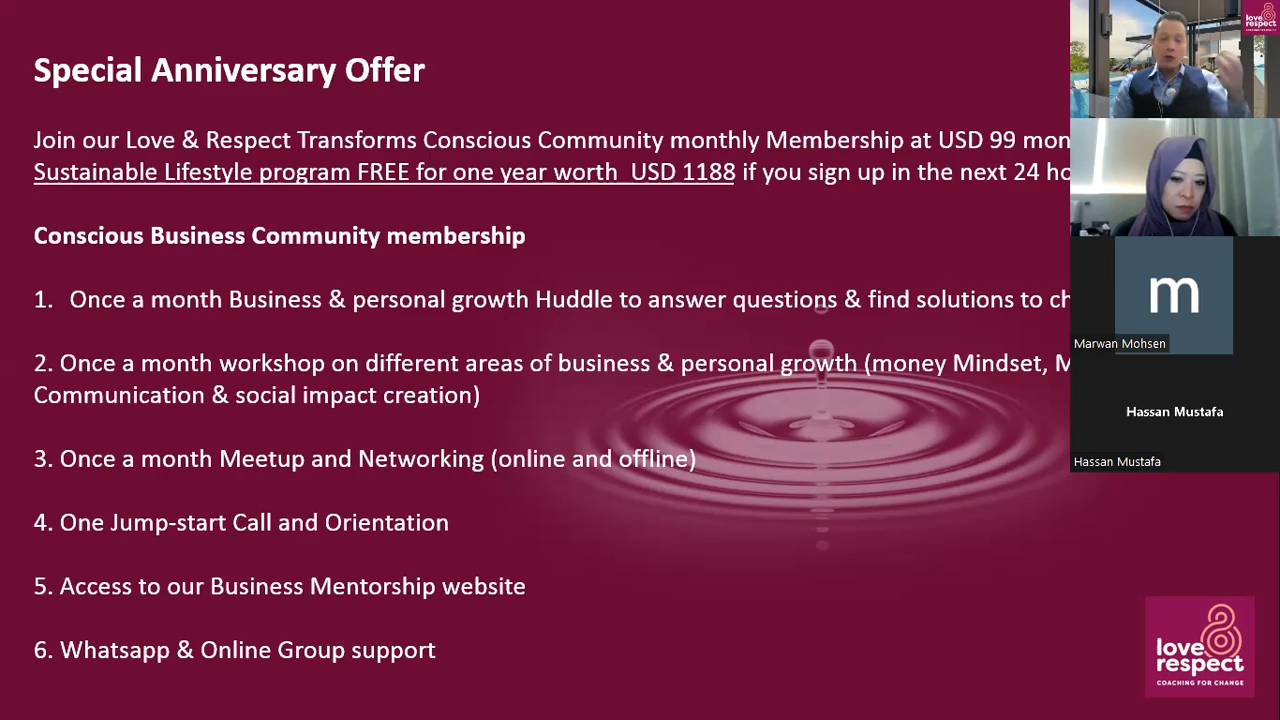 Special Anniversary Offer
Join our Love & Respect Transforms Conscious Community monthly Membership at USD 99
Sustainable Lifestyle program FREE for one year worth USD 1188 if you sign up in the next 24
Conscious Business Community membership
1. Once a month Business & personal growth Huddle to answer questions & find solutions to
2. Once a month workshop on different areas of business & personal growth (money Mindset,
Communication & social impact creation)
3. Once a month Meetup and Networking (online and offline)
4. One Jump-start Call and Orientation
5. Access to our Business Mentorship website
6. Whatsapp & Online Group support
love &
respect
COACHING FOR CHANGE
m
Marwan Mohsen
Hassan Mustafa
Hassan Mustafa
love &
respect
COACHING FOR CHANGE